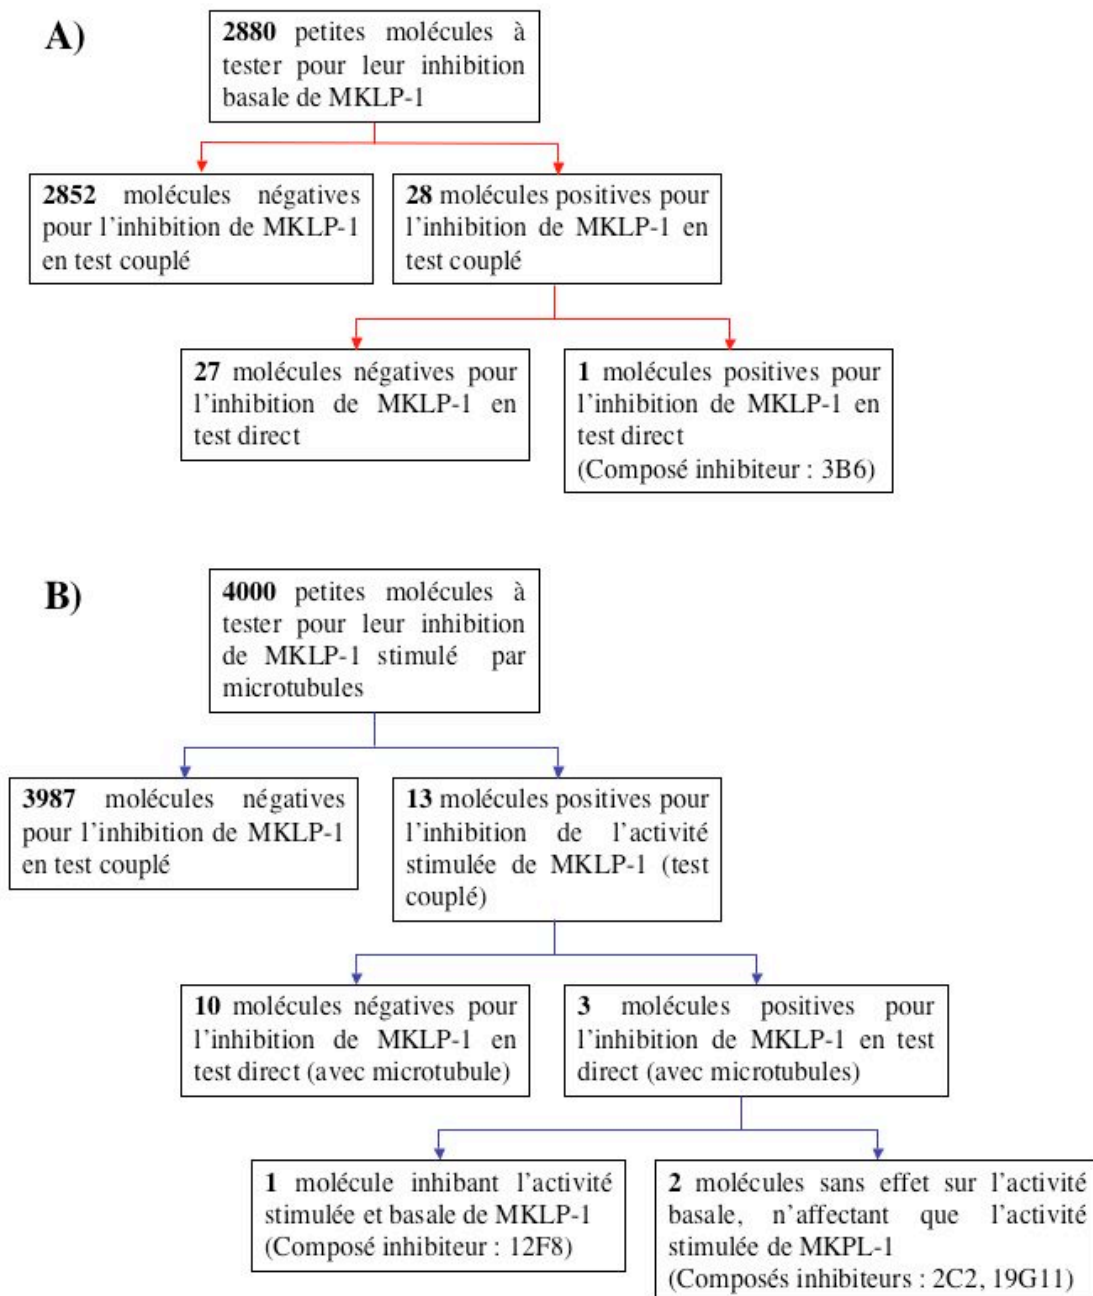 A)
2880 petites molécules à
tester pour leur inhibition
basale de MKLP-1
2852 molécules négatives
pour l'inhibition de MKLP-1
en test couplé
28 molécules positives pour
l'inhibition de MKLP-1 en
test couplé
27 molécules négatives pour
l'inhibition de MKLP-1 en
test direct
1 molécules positives pour
l'inhibition de MKLP-1 en
test direct
(Composé inhibiteur : 3B6)
B)
4000 petites molécules à
tester pour leur inhibition
de MKLP-1 stimulé par
microtubules
3987 molécules négatives
pour l'inhibition de MKLP-1
en test couplé
13 molécules positives pour
l'inhibition de l'activité
stimulée de MKLP-1 (test
couplé)
10 molécules négatives pour
l'inhibition de MKLP-1 en
test direct (avec microtubule)
3 molécules positives pour
l'inhibition de MKLP-1 en test
direct (avec microtubules)
1 molécule inhibant l'activité
stimulée et basale de MKLP-1
(Composé inhibiteur : 12F8)
2 molécules sans effet sur l'activité
basale, n'affectant que l'activité
stimulée de MKPL-1
(Composés inhibiteurs : 2C2, 19G11)